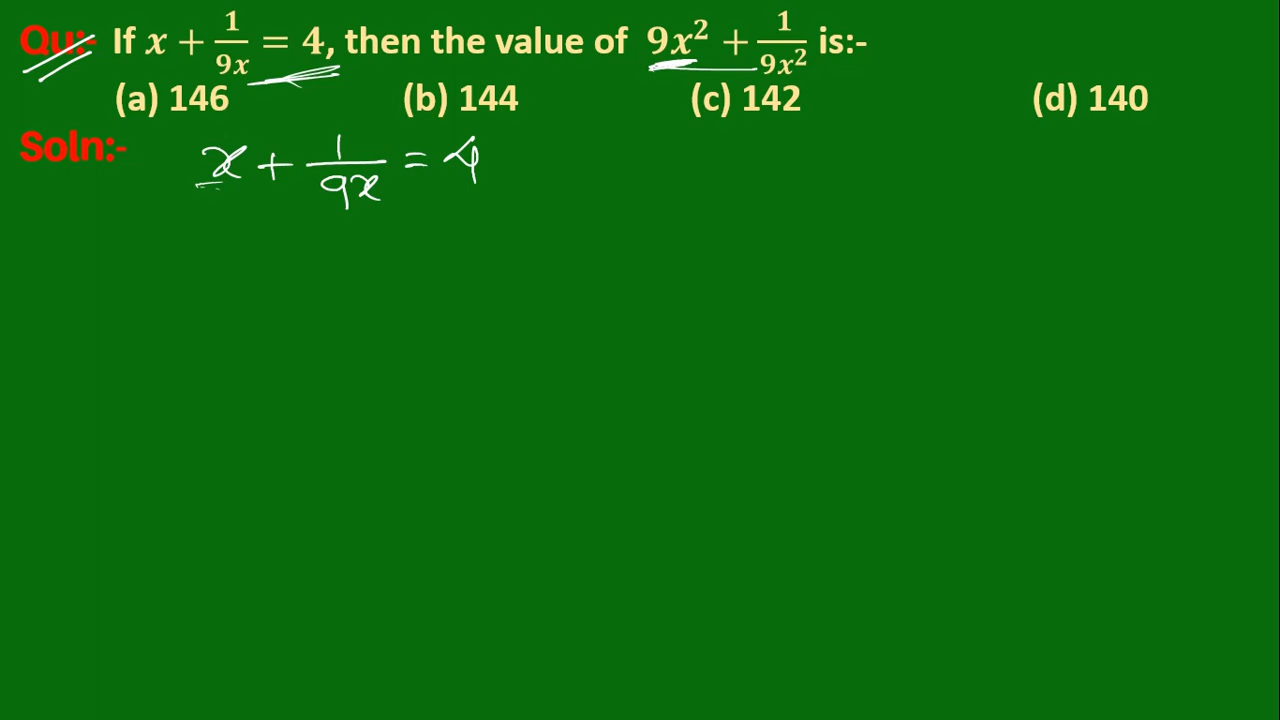 Qu:- If x + 1/9x = 4, then the value of 9x² + 1/9x² is:-
(a) 146 (b) 144 (c) 142 (d) 140
Soln:- x + 1/9x = 4